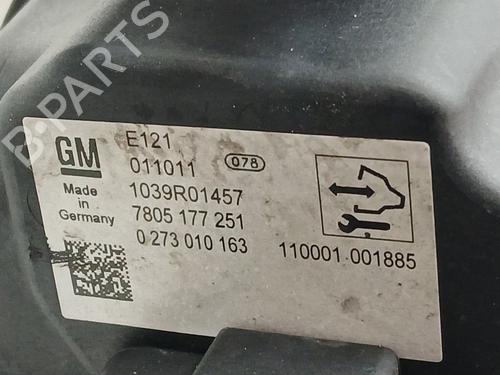 B-PARTS
GM
Made in
Germany
E121
011011 078
1039R01457
7805 177 251
0 273 010 163
110001 001885